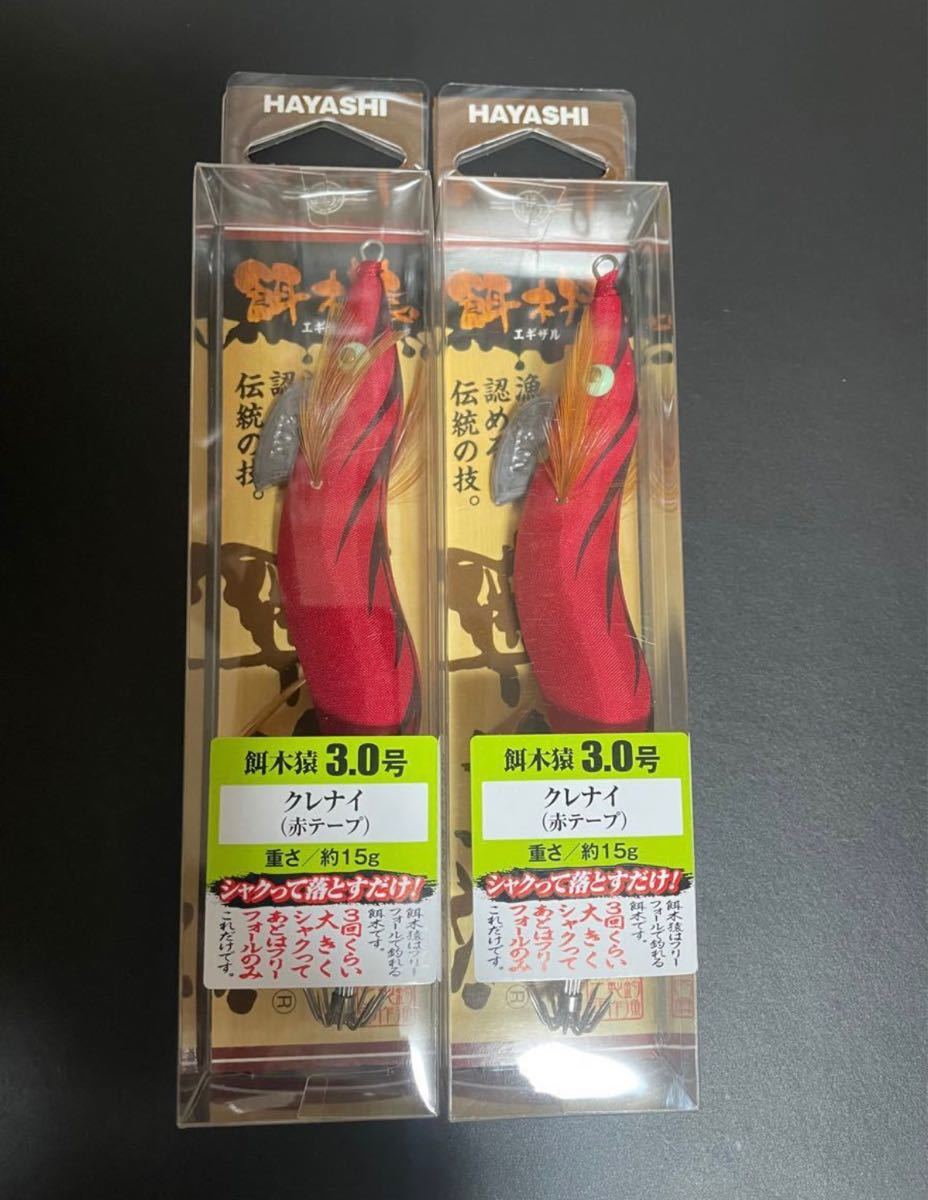 HAYASHI
餌木
エギ
認
伝統の技。
餌木猿 3.0号
クレナイ
(赤テープ)
重さ/約15g
シャクって落とすだけ!
餌木猿はフリー
フォールで釣れる
餌木です。
3回くらい
大きく
シャクって
あとはフリー
フォールのみ
これだけです。
®
HAYASHI
餌木
エギザル
漁
認める
伝統の技。
餌木猿 3.0号
クレナイ
(赤テープ)
重さ/約15g
シャクって落とすだけ!
餌木猿はフリー
フォールで釣れる
餌木です。
3回くらい
大きく
シャクって
あとはフリー
フォールのみ
これだけです。
®